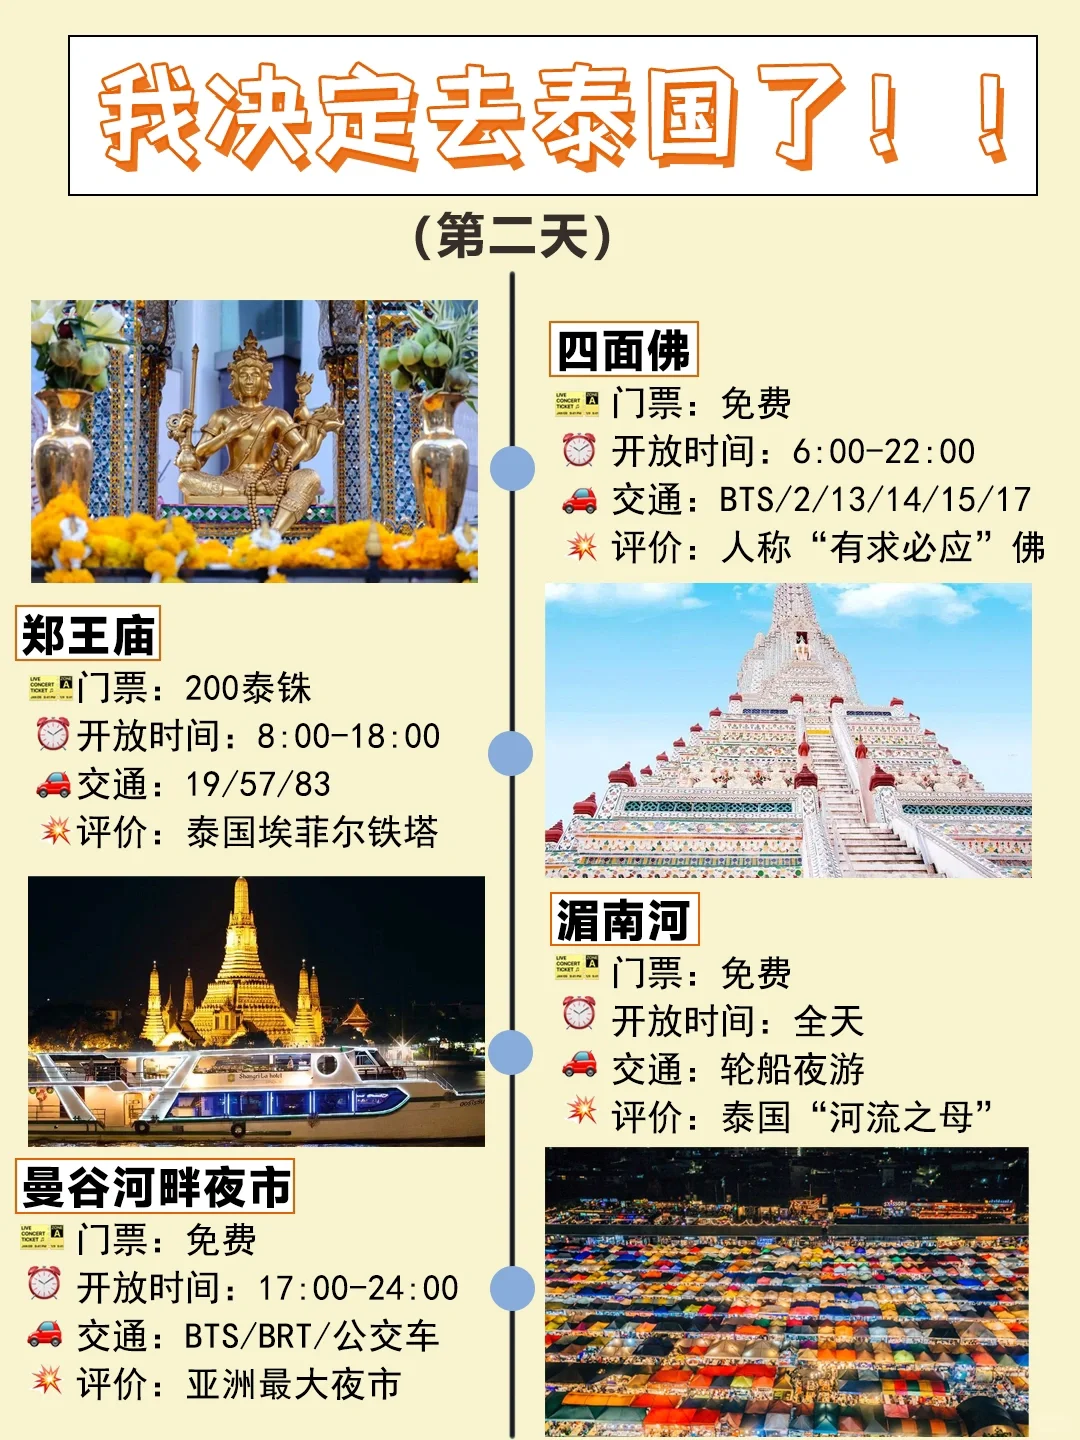 我决定去泰国了！！
（第二天）
四面佛
门票：免费
开放时间：6:00-22:00
交通：BTS/2/13/14/15/17
评价：人称“有求必应”佛
郑王庙
门票：200泰铢
开放时间：8:00-18:00
交通：19/57/83
评价：泰国埃菲尔铁塔
湄南河
门票：免费
开放时间：全天
交通：轮船夜游
评价：泰国“河流之母”
Shangri-La hotel
曼谷河畔夜市
门票：免费
开放时间：17:00-24:00
交通：BTS/BRT/公交车
评价：亚洲最大夜市